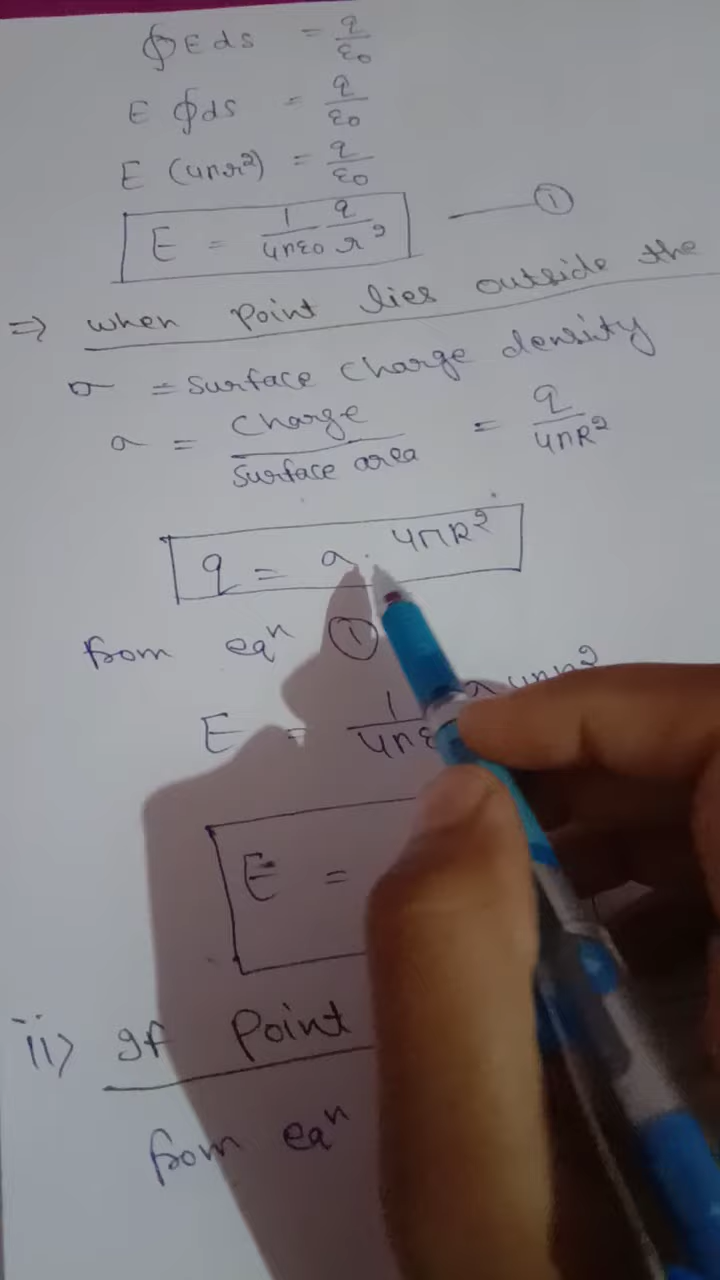 ∮ E ds = q/ε0
E ∮ds = q/ε0
E (4πr²) = q/ε0
E = 1/4πε0 q/r² — ①
⇒ when Point lies outside the
σ = Surface Charge density
σ = Charge/Surface area = q/4πR²
q = σ. 4πR²
from eqⁿ ①
E = 1/4πε
E =
ii) If Point
from eqⁿ